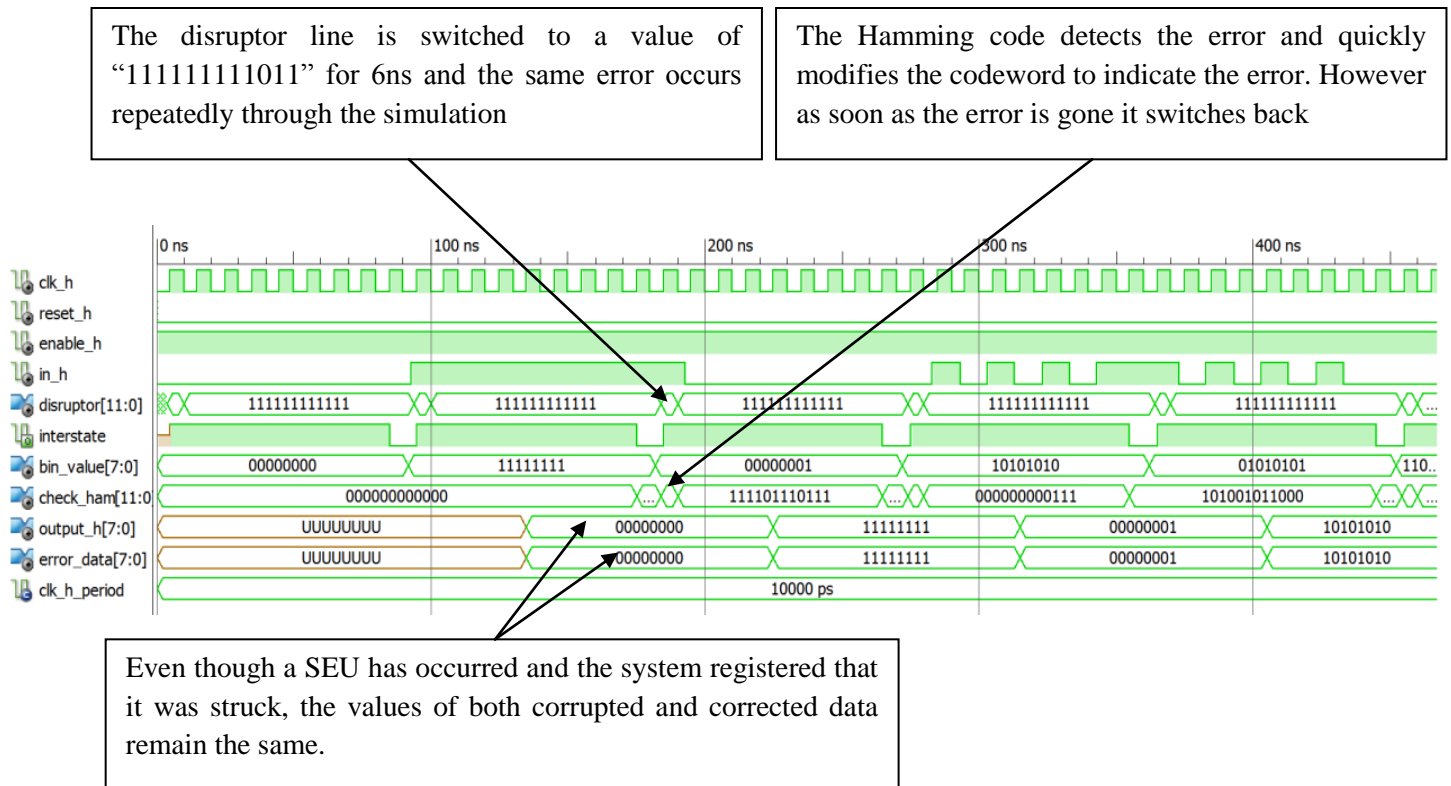 The disruptor line is switched to a value of
“111111111011” for 6ns and the same error occurs
repeatedly through the simulation
The Hamming code detects the error and quickly
modifies the codeword to indicate the error. However
as soon as the error is gone it switches back
0 ns 100 ns 200 ns 300 ns 400 ns
clk_h
reset_h
enable_h
in_h
disruptor[11:0] 111111111111 111111111111 111111111111 111111111111 111111111111 ...
interstate
bin_value[7:0] 00000000 11111111 00000001 10101010 01010101 110...
check_ham[11:0 000000000000 ... 111101110111 ... 000000000111 101001011000 ... ...
output_h[7:0] UUUUUUUU 00000000 11111111 00000001 10101010
error_data[7:0] UUUUUUUU 00000000 11111111 00000001 10101010
clk_h_period 10000 ps
Even though a SEU has occurred and the system registered that
it was struck, the values of both corrupted and corrected data
remain the same.